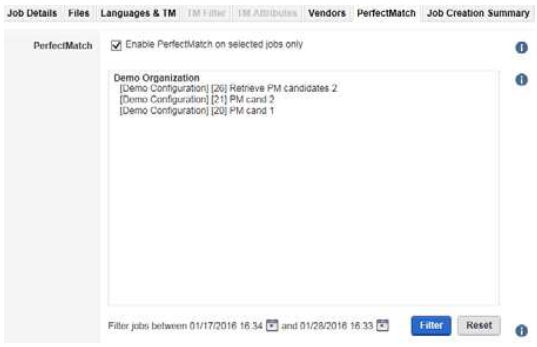 Job Details Files Languages & TM TM Filter TM Attributes Vendors PerfectMatch Job Creation Summary
PerfectMatch Enable PerfectMatch on selected jobs only
Demo Organization
[Demo Configuration] [26] Retrieve PM candidates 2
[Demo Configuration] [21] PM cand 2
[Demo Configuration] [20] PM cand 1
Filter jobs between 01/17/2016 16:34 and 01/28/2016 16:33 Filter Reset